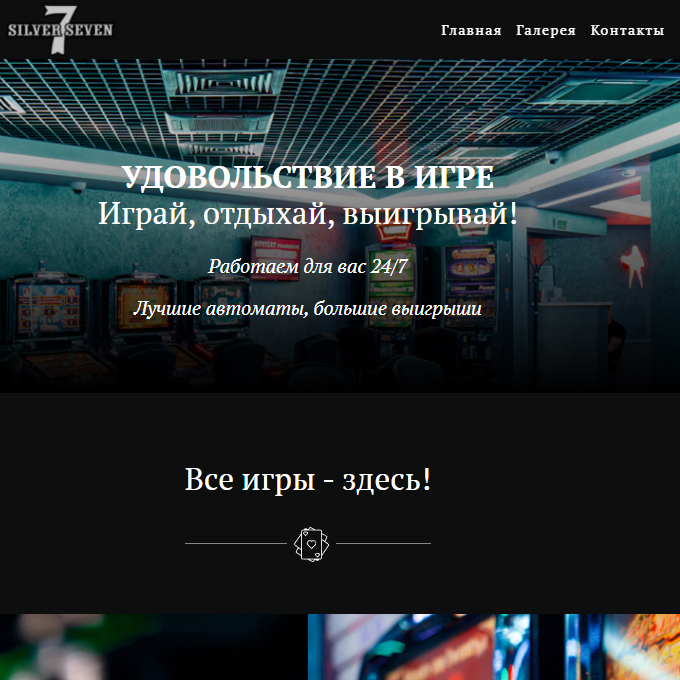 SILVER 7 SEVEN
Главная Галерея Контакты
УДОВОЛЬСТВИЕ В ИГРЕ
Играй, отдыхай, выигрывай!
Работаем для вас 24/7
Лучшие автоматы, большие выигрыши
Все игры - здесь!